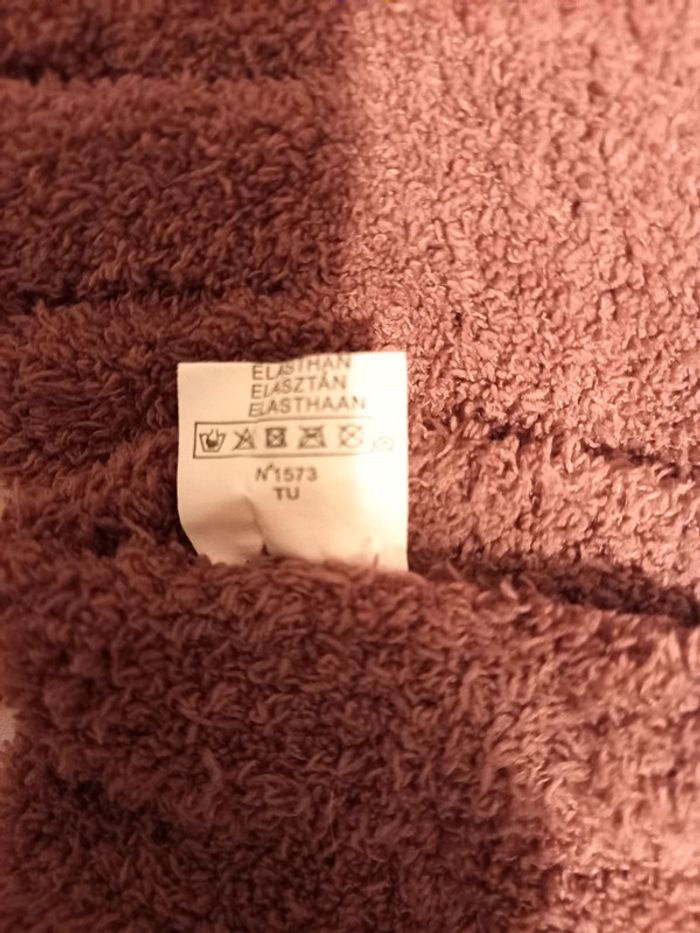 ELASTHAN
ELASZTÁN
ELASTHAAN
N°1573
TU